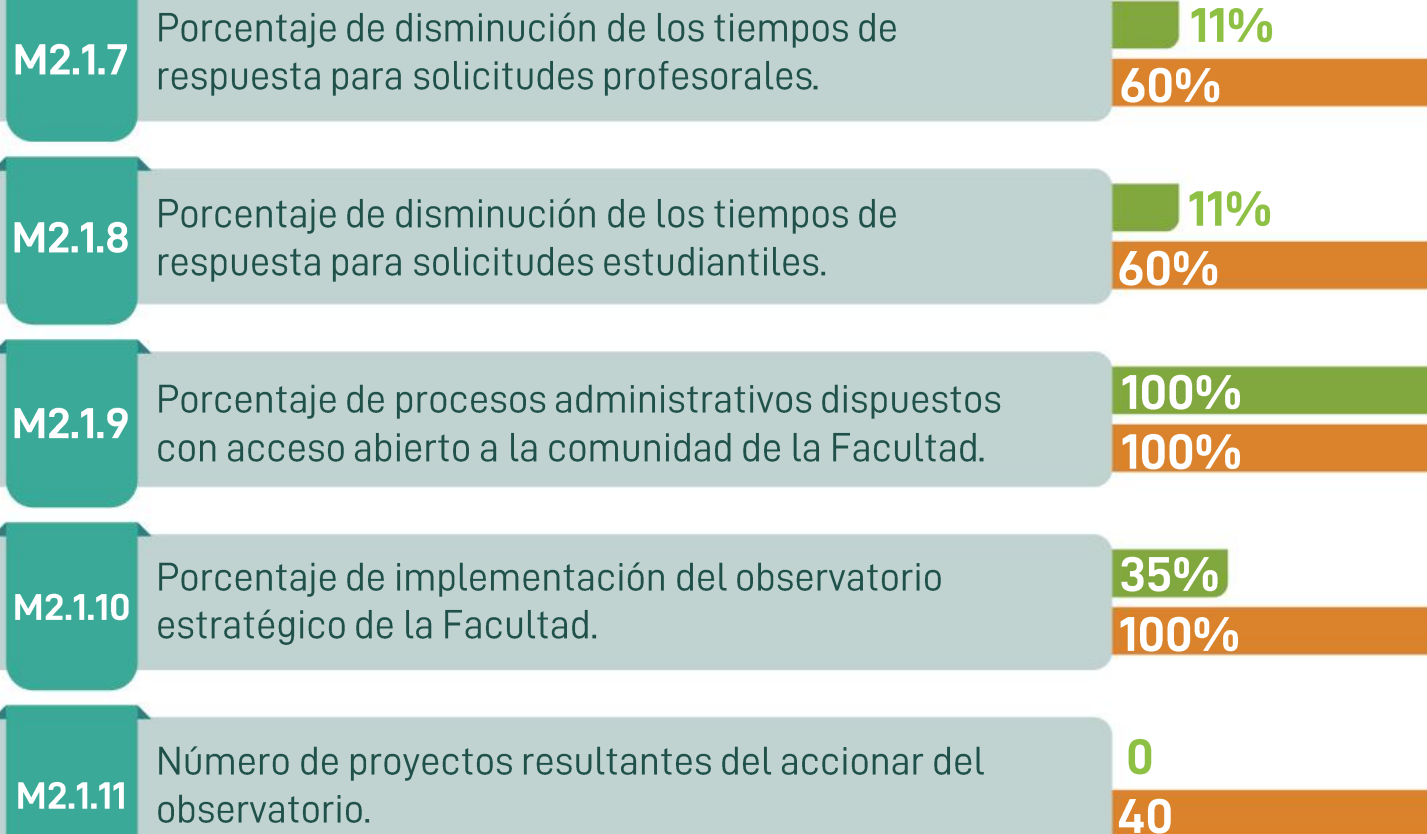 M2.1.7
Porcentaje de disminución de los tiempos de
respuesta para solicitudes profesorales.
11%
60%
M2.1.8
Porcentaje de disminución de los tiempos de
respuesta para solicitudes estudiantiles.
11%
60%
M2.1.9
Porcentaje de procesos administrativos dispuestos
con acceso abierto a la comunidad de la Facultad.
100%
100%
M2.1.10
Porcentaje de implementación del observatorio
estratégico de la Facultad.
35%
100%
M2.1.11
Número de proyectos resultantes del accionar del
observatorio.
0
40